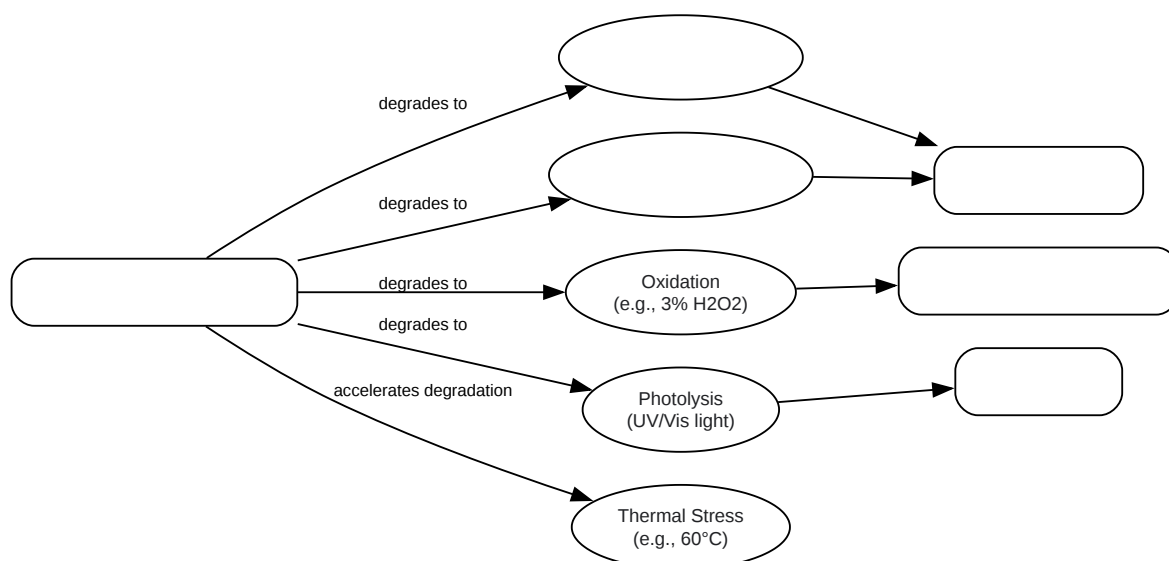 degrades to
degrades to
degrades to
Oxidation
(e.g., 3% H2O2)
degrades to
accelerates degradation
Photolysis
(UV/Vis light)
Thermal Stress
(e.g., 60°C)